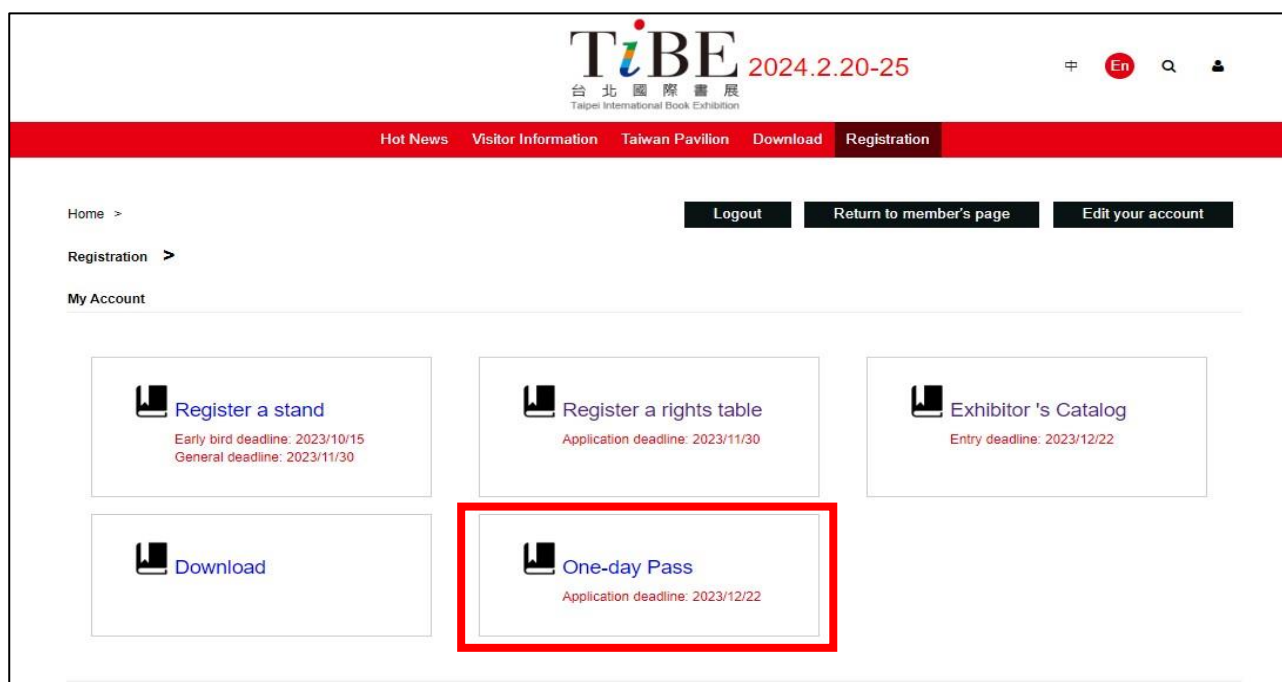 TiBE
台北國際書展
Taipei International Book Exhibition
2024.2.20-25
中
En
Hot News Visitor Information Taiwan Pavilion Download Registration
Home >
Logout Return to member's page Edit your account
Registration >
My Account
Register a stand
Early bird deadline: 2023/10/15
General deadline: 2023/11/30
Register a rights table
Application deadline: 2023/11/30
Exhibitor 's Catalog
Entry deadline: 2023/12/22
Download
One-day Pass
Application deadline: 2023/12/22